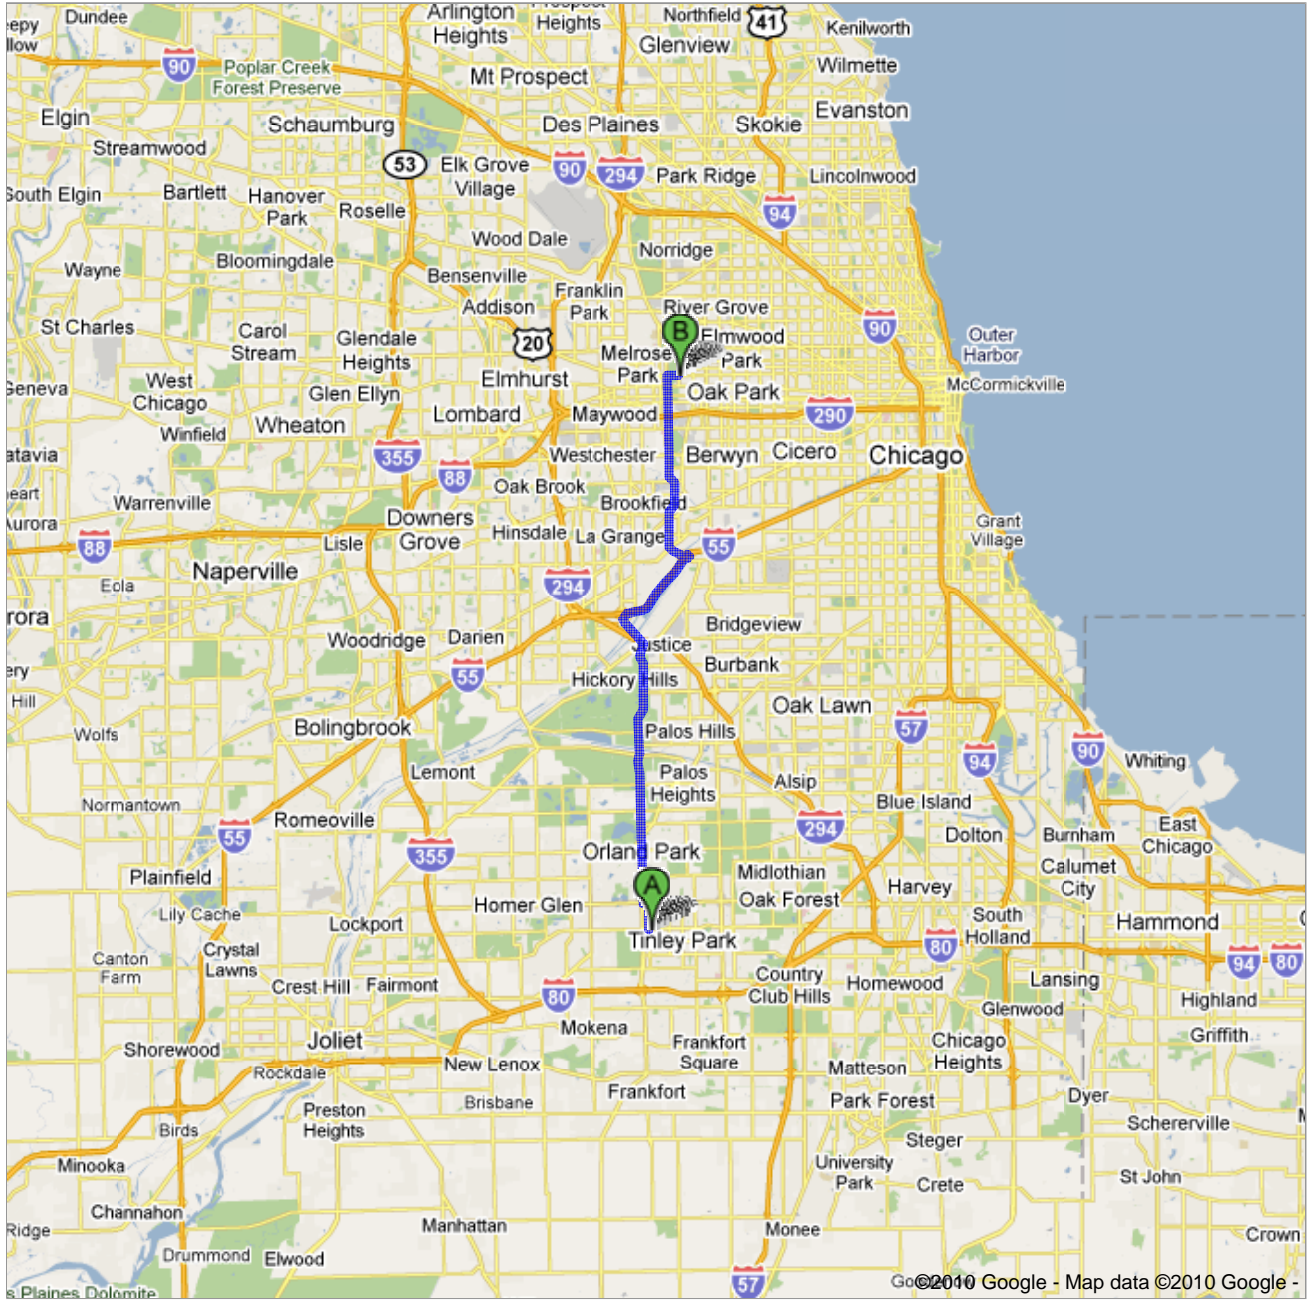 Dundee
Arlington
Heights
Heights
Northfield
41
Kenilworth
Glenview
90
Poplar Creek
Forest Preserve
Mt Prospect
Wilmette
Elgin
Schaumburg
Des Plaines
Skokie
Evanston
Streamwood
53
Elk Grove
Village
90
294
Park Ridge
Lincolnwood
South Elgin
Bartlett
Hanover
Park
Roselle
94
Wood Dale
Norridge
Wayne
Bloomingdale
Bensenville
Addison
Franklin
Park
River Grove
St Charles
Carol
Stream
Glendale
Heights
20
B
Elmwood
Park
90
Outer
Harbor
Melrose
Park
Geneva
West
Chicago
Glen Ellyn
Elmhurst
Oak Park
McCormickville
Winfield
Wheaton
Lombard
Maywood
290
355
88
Westchester
Berwyn
Cicero
Chicago
Warrenville
Oak Brook
Brookfield
Downers
Grove
Hinsdale
La Grange
55
Grant
Village
88
Lisle
Eola
Naperville
294
Woodridge
Darien
Bridgeview
Justice
55
Hickory Hills
Burbank
Hill
Wolfs
Bolingbrook
Palos Hills
Oak Lawn
57
94
90
Whiting
Lemont
Palos
Heights
Alsip
Normantown
Romeoville
Blue Island
55
355
294
Dolton
Burnham
East
Chicago
Orland Park
Plainfield
Midlothian
Calumet
City
A
Harvey
Lily Cache
Lockport
Homer Glen
Oak Forest
South
Holland
Hammond
Crystal
Lawns
Tinley Park
80
94
80
Canton
Farm
Crest Hill
Fairmont
80
Country
Club Hills
Homewood
Lansing
Highland
Glenwood
Joliet
Mokena
Griffith
Shorewood
Rockdale
New Lenox
Frankfort
Square
Chicago
Heights
Matteson
Preston
Heights
Brisbane
Frankfort
Park Forest
Dyer
Birds
Schererville
Minooka
Steger
University
Park
Crete
St John
Channahon
Ridge
Manhattan
Monee
Crown
Drummond
Elwood
57
s Plaines Dolomite
©2010 Google - Map data ©2010 Google -